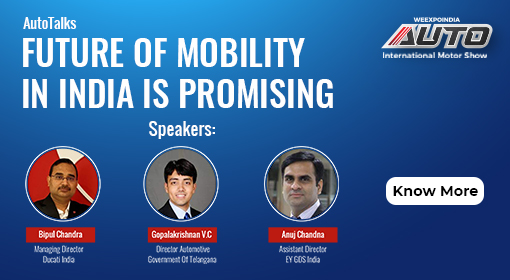 AutoTalks
FUTURE OF MOBILITY
IN INDIA IS PROMISING
WEEXPOINDIA
AUTO
International Motor Show
Speakers:
Bipul Chandra
Managing Director
Ducati India
Gopalakrishnan V.C
Director Automotive
Government Of Telangana
Anuj Chandna
Assistant Director
EY GDS India
Know More